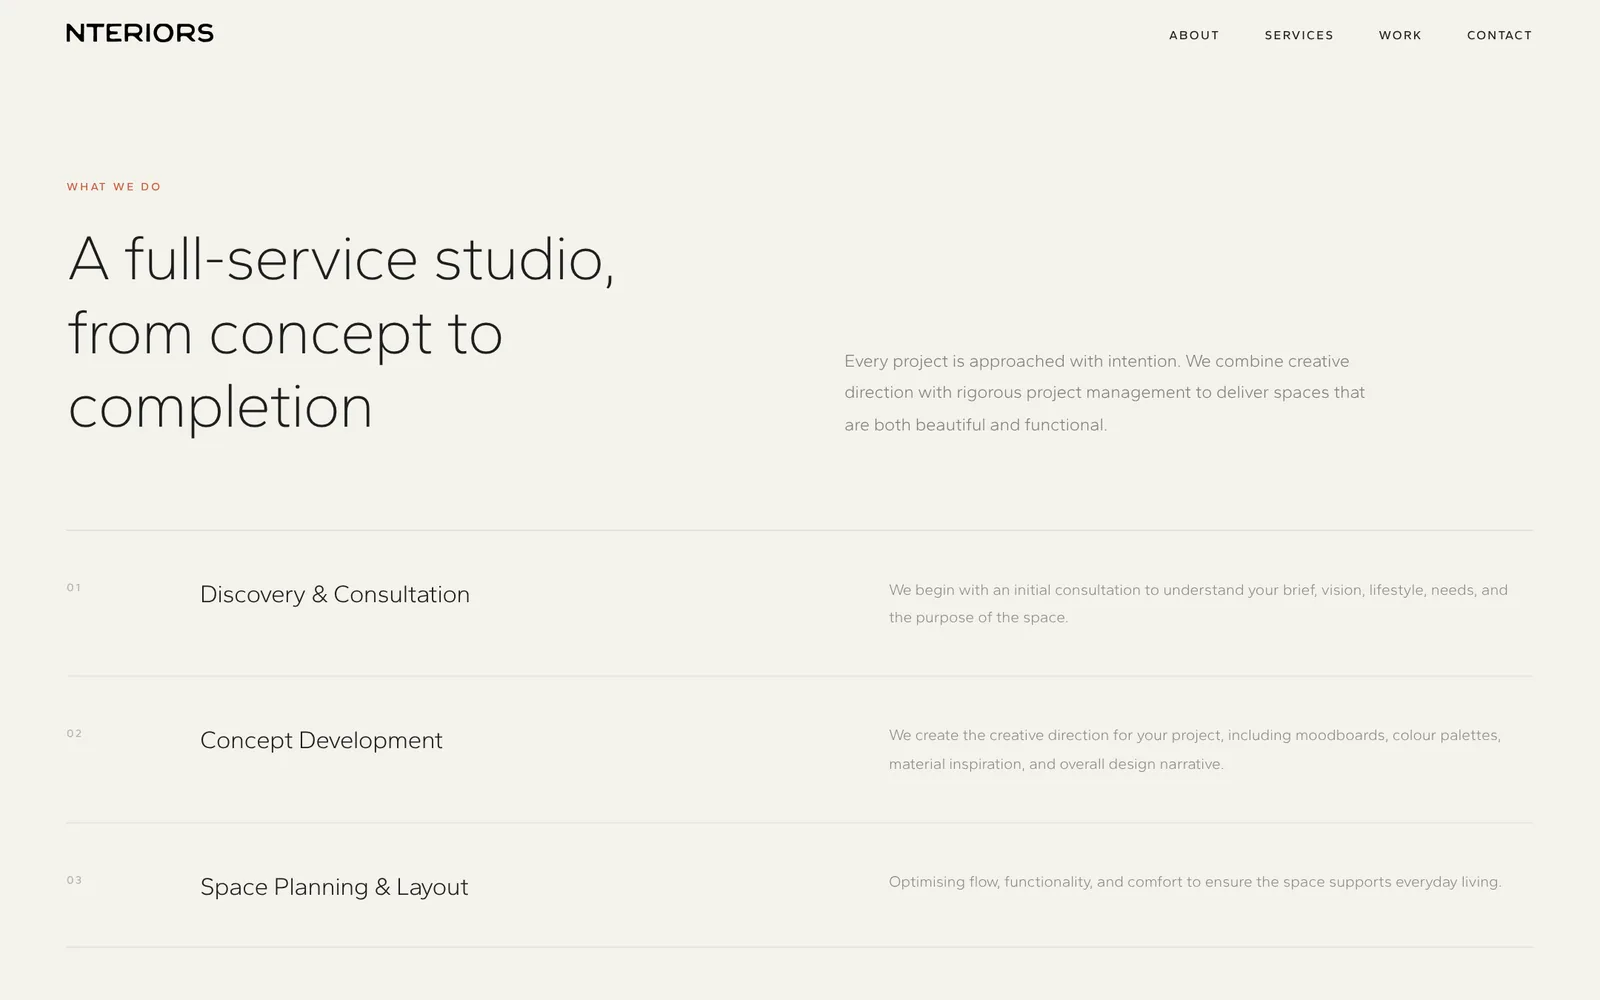 NTERIORS
ABOUT SERVICES WORK CONTACT
WHAT WE DO
A full-service studio,
from concept to
completion
Every project is approached with intention. We combine creative
direction with rigorous project management to deliver spaces that
are both beautiful and functional.
01
Discovery & Consultation
We begin with an initial consultation to understand your brief, vision, lifestyle, needs, and
the purpose of the space.
02
Concept Development
We create the creative direction for your project, including moodboards, colour palettes,
material inspiration, and overall design narrative.
03
Space Planning & Layout
Optimising flow, functionality, and comfort to ensure the space supports everyday living.